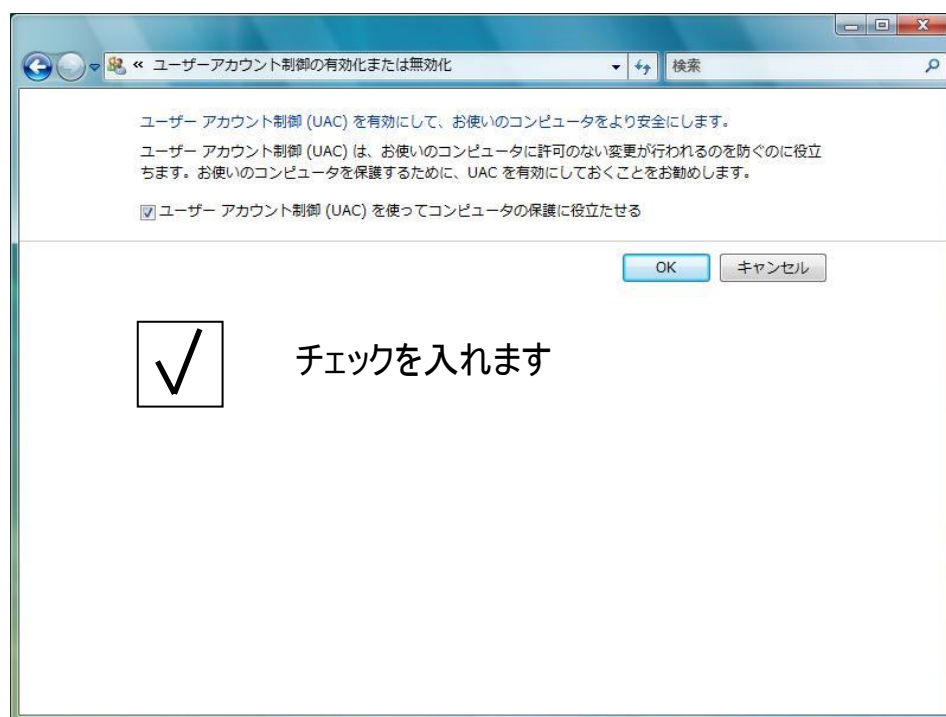 « ユーザーアカウント制御の有効化または無効化
検索
ユーザー アカウント制御 (UAC) を有効にして、お使いのコンピュータをより安全にします。
ユーザー アカウント制御 (UAC) は、お使いのコンピュータに許可のない変更が行われるのを防ぐのに役立
ちます。お使いのコンピュータを保護するために、UAC を有効にしておくことをお勧めします。
ユーザー アカウント制御 (UAC) を使ってコンピュータの保護に役立たせる
OK
キャンセル
チェックを入れます